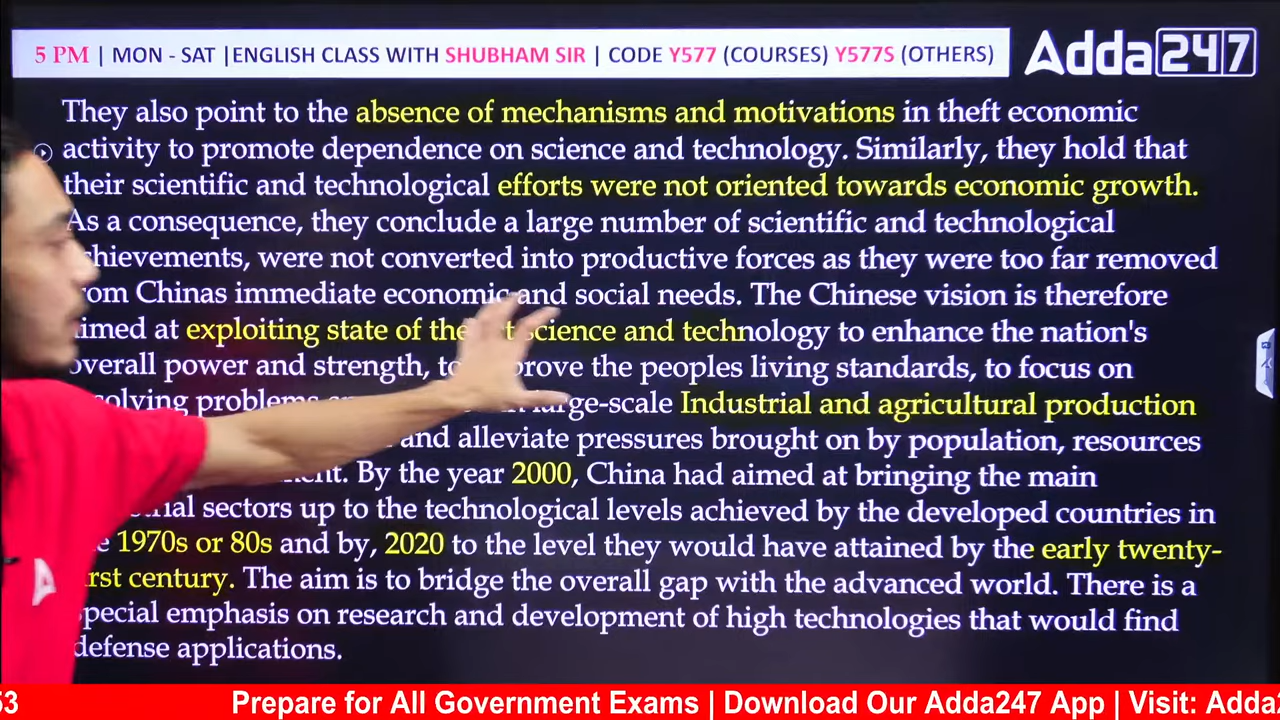 5 PM | MON - SAT |ENGLISH CLASS WITH SHUBHAM SIR | CODE Y577 (COURSES) Y577S (OTHERS)
Adda247
They also point to the absence of mechanisms and motivations in theft economic
activity to promote dependence on science and technology. Similarly, they hold that
their scientific and technological efforts were not oriented towards economic growth.
As a consequence, they conclude a large number of scientific and technological
chievements, were not converted into productive forces as they were too far removed
rom Chinas immediate economic and social needs. The Chinese vision is therefore
imed at exploiting state of the science and technology to enhance the nation's
overall power and strength, to prove the peoples living standards, to focus on
solving problems large-scale Industrial and agricultural production
and alleviate pressures brought on by population, resources
By the year 2000, China had aimed at bringing the main
sectors up to the technological levels achieved by the developed countries in
1970s or 80s and by, 2020 to the level they would have attained by the early twenty-
rst century. The aim is to bridge the overall gap with the advanced world. There is a
special emphasis on research and development of high technologies that would find
defense applications.
53 Prepare for All Government Exams | Download Our Adda247 App | Visit: Adda2